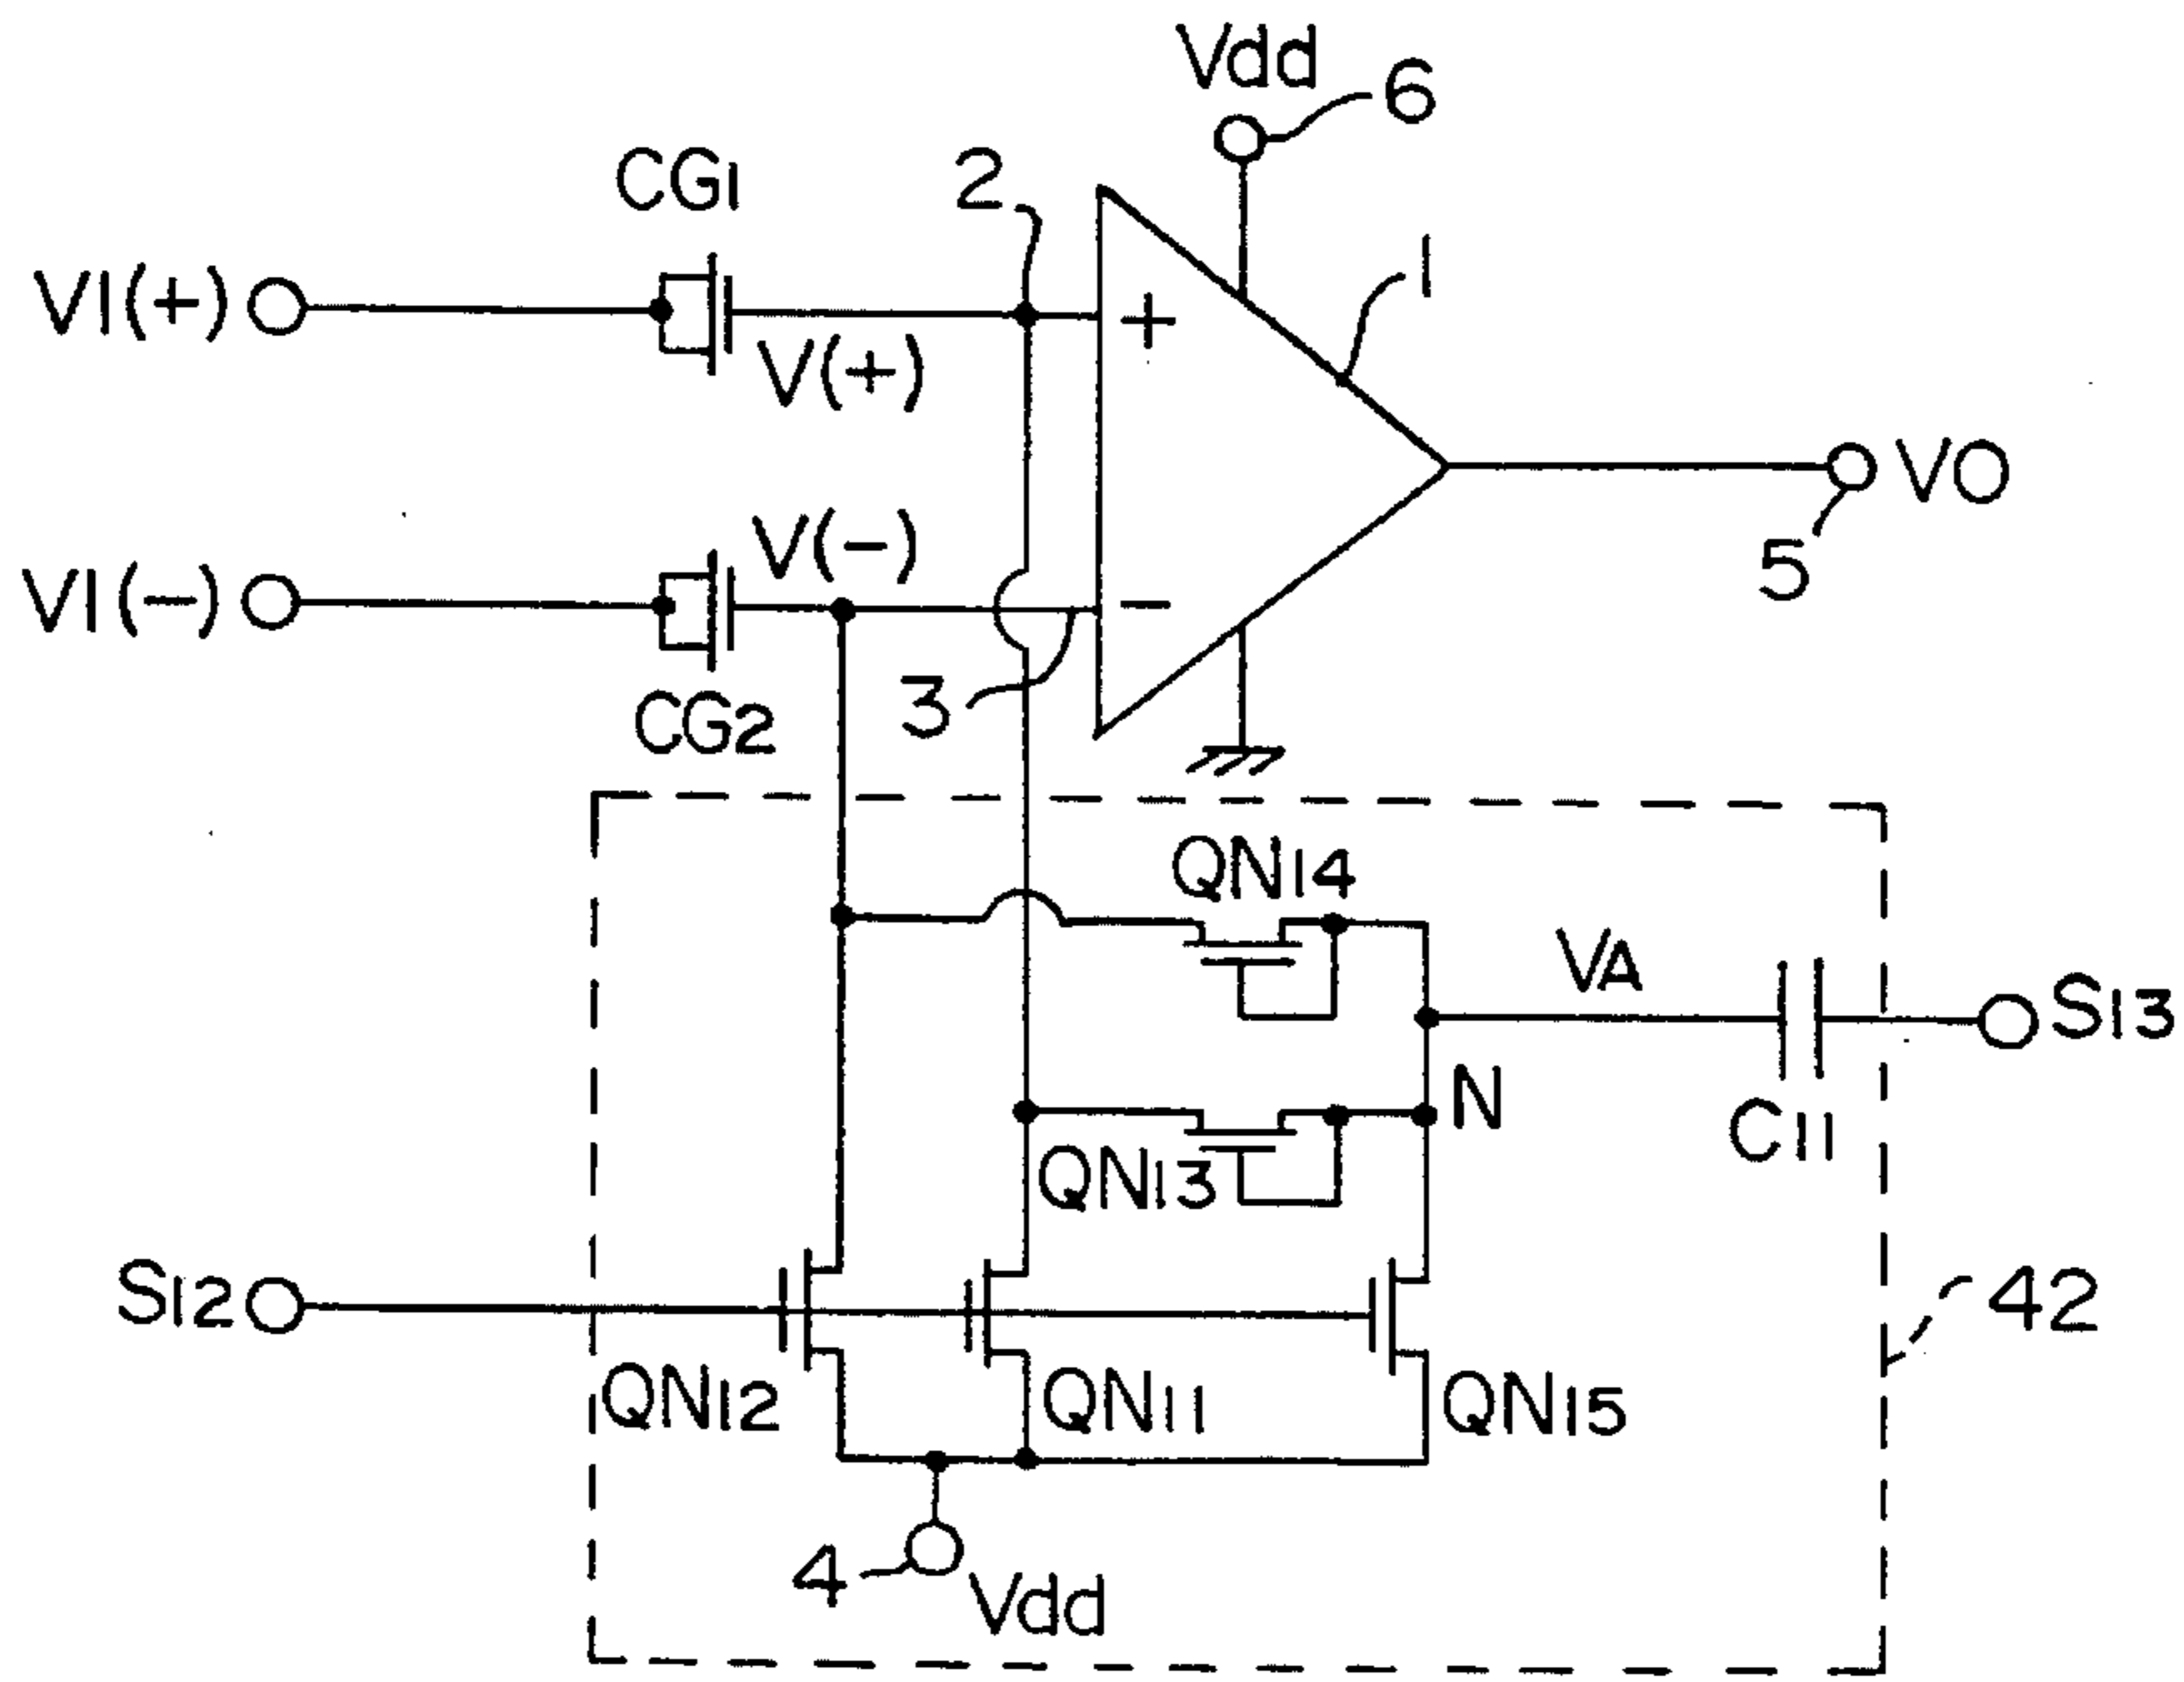 Vdd
6
CG1
2
1
VI(+)
+
V(+)
VO
V(-)
VI(-)
-
5
3
CG2
QN14
VA
S13
N
C11
QN13
S12
42
QN12
QN11
QN15
4
Vdd